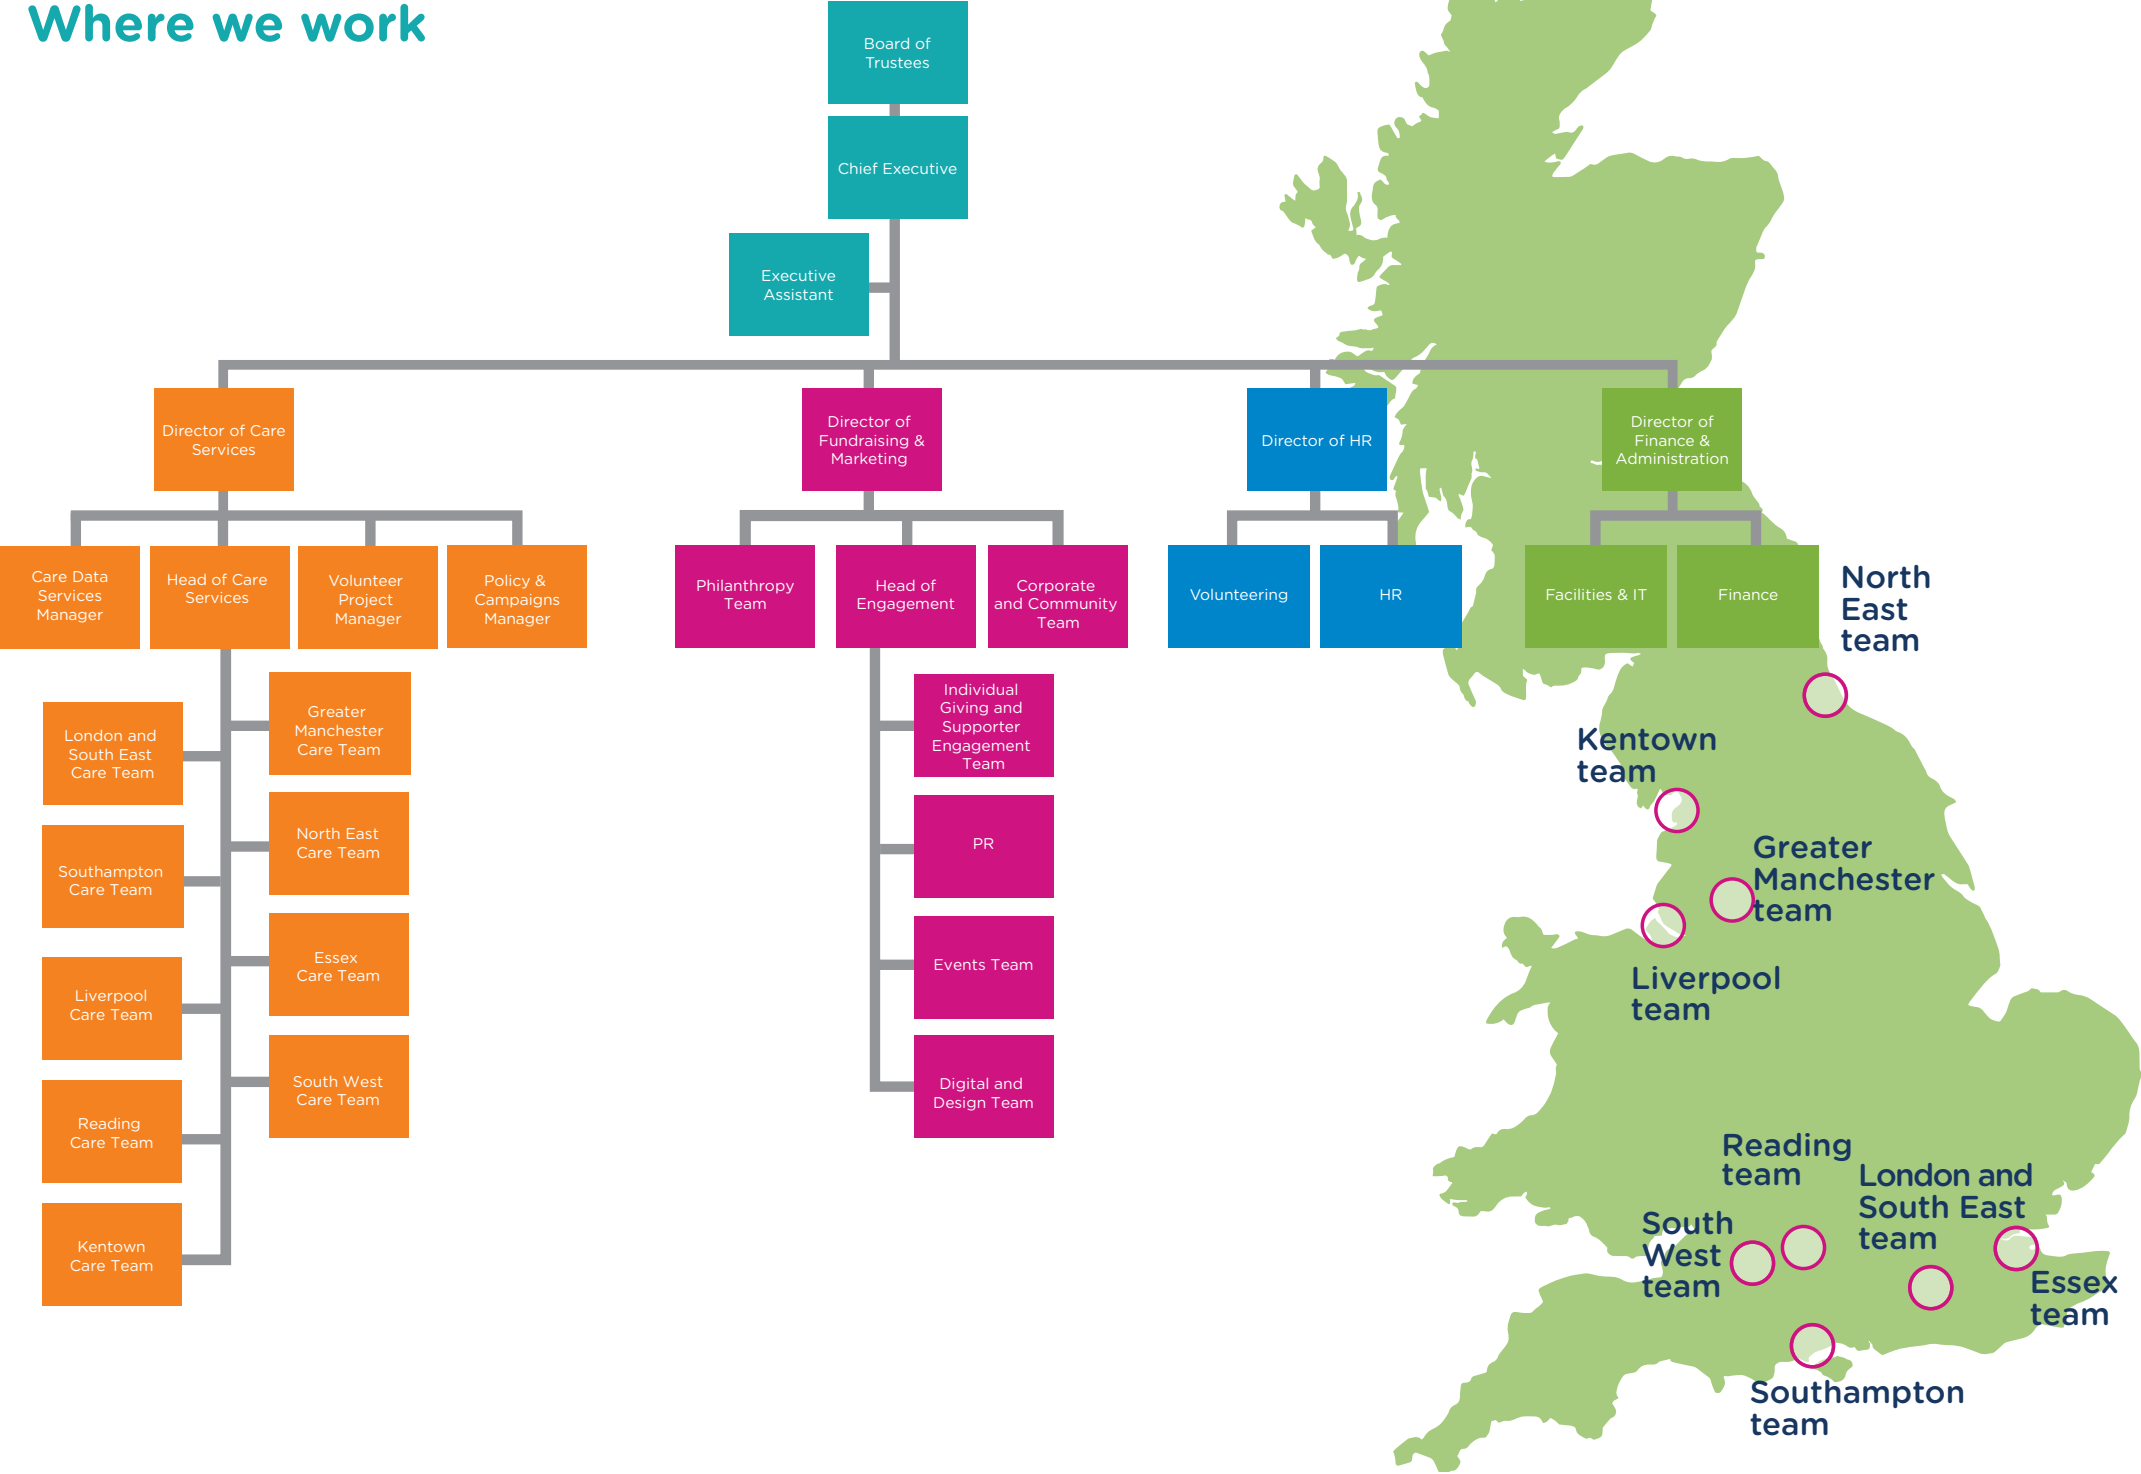 Where we work
Board of
Trustees
Chief Executive
Executive
Assistant
Director of Care
Services
Director of
Fundraising &
Marketing
Director of HR
Director of
Finance &
Administration
Care Data
Services
Manager
Head of Care
Services
Volunteer
Project
Manager
Policy &
Campaigns
Manager
Philanthropy
Team
Head of
Engagement
Corporate
and Community
Team
Volunteering
HR
Facilities & IT
Finance
London and
South East
Care Team
Southampton
Care Team
Liverpool
Care Team
Reading
Care Team
Kentown
Care Team
Greater
Manchester
Care Team
North East
Care Team
Essex
Care Team
South West
Care Team
Individual
Giving and
Supporter
Engagement
Team
PR
Events Team
Digital and
Design Team
North
East
team
Kentown
team
Greater
Manchester
team
Liverpool
team
Reading
team
London and
South East
team
South
West
team
Essex
team
Southampton
team